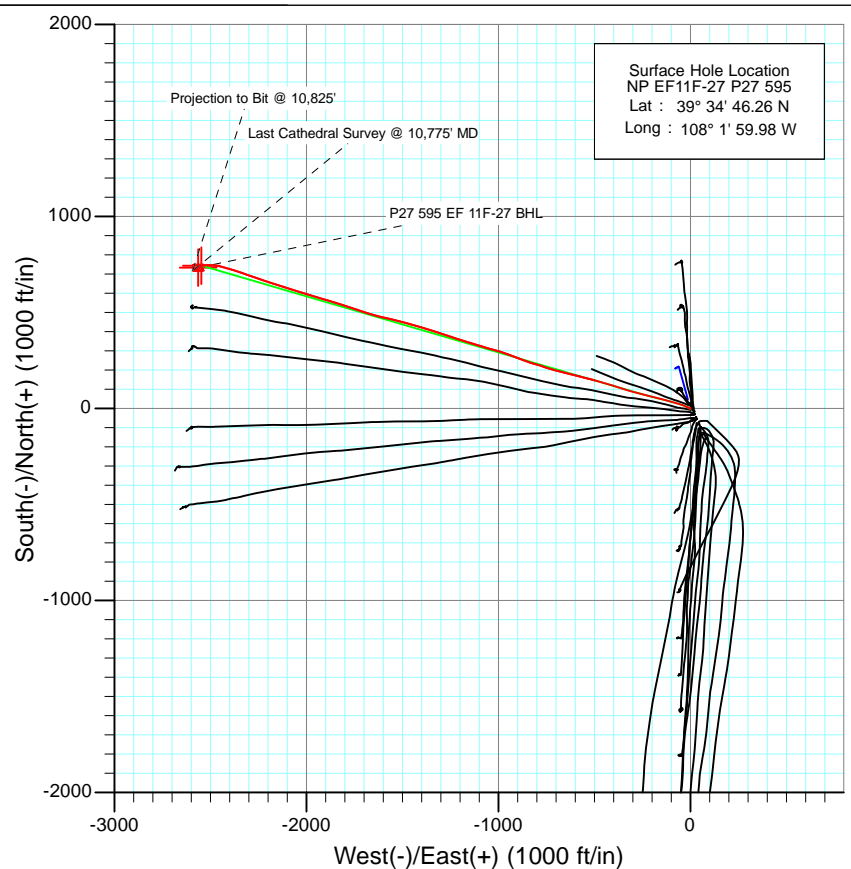 2000
Surface Hole Location
NP EF11F-27 P27 595
Lat : 39° 34' 46.26 N
Long : 108° 1' 59.98 W
Projection to Bit @ 10,825'
Last Cathedral Survey @ 10,775' MD
P27 595 EF 11F-27 BHL
1000
0
-1000
-2000
South(-)/North(+) (1000 ft/in)
-3000 -2000 -1000 0
West(-)/East(+) (1000 ft/in)